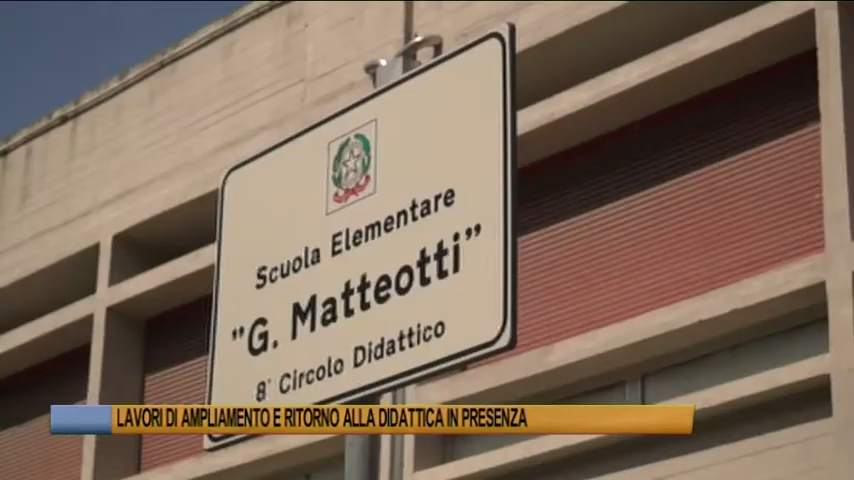 Scuola Elementare
"G. Matteotti"
8° Circolo Didattico
LAVORI DI AMPLIAMENTO E RITORNO ALLA DIDATTICA IN PRESENZA